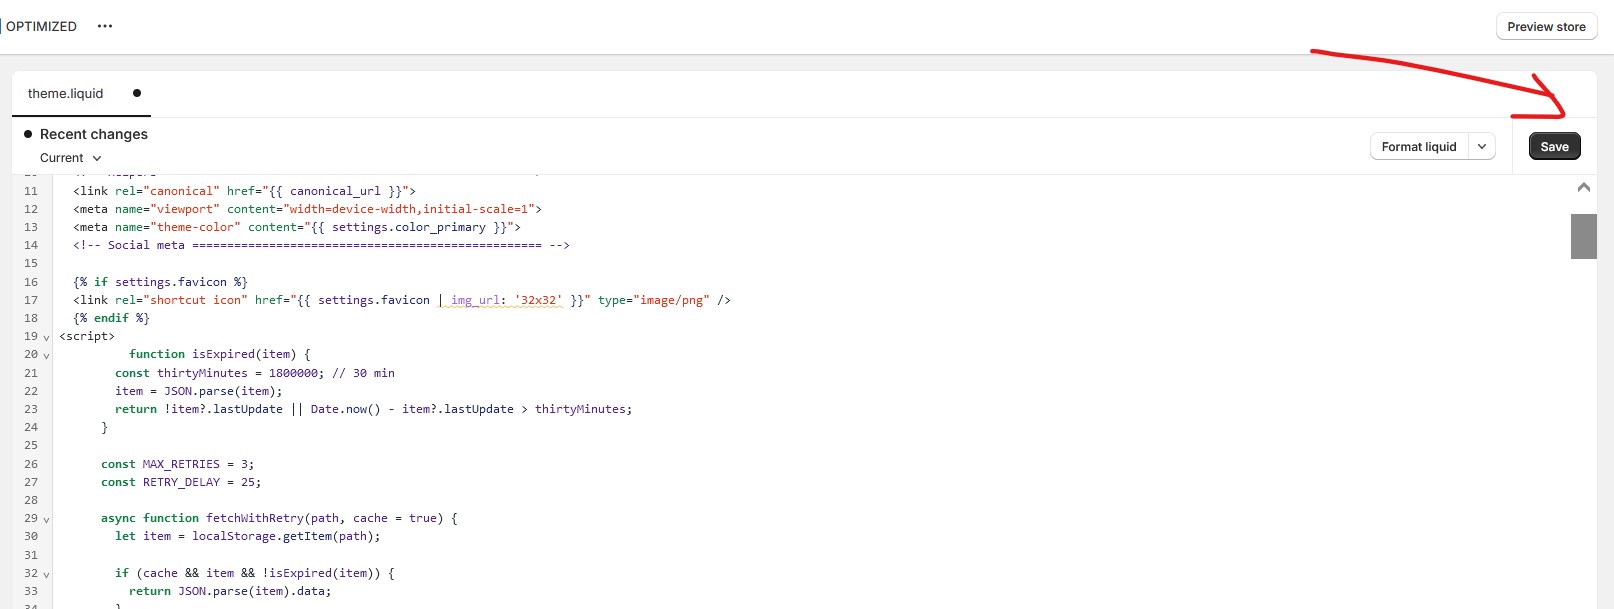 OPTIMIZED •••
Preview store
theme.liquid
Recent changes
Format liquid
Save
Current
11 <link rel="canonical" href="{{ canonical_url }}">
12 <meta name="viewport" content="width=device-width,initial-scale=1">
13 <meta name="theme-color" content="{{ settings.color_primary }}">
14 <!-- Social meta ================================================== -->
15
16 {% if settings.favicon %}
17 <link rel="shortcut icon" href="{{ settings.favicon | img_url: '32x32' }}" type="image/png" />
18 {% endif %}
19 <script>
20 function isExpired(item) {
21 const thirtyMinutes = 1800000; // 30 min
22 item = JSON.parse(item);
23 return !item?.lastUpdate || Date.now() - item?.lastUpdate > thirtyMinutes;
24 }
25
26 const MAX_RETRIES = 3;
27 const RETRY_DELAY = 25;
28
29 async function fetchWithRetry(path, cache = true) {
30 let item = localStorage.getItem(path);
31
32 if (cache && item && !isExpired(item)) {
33 return JSON.parse(item).data;
34 }